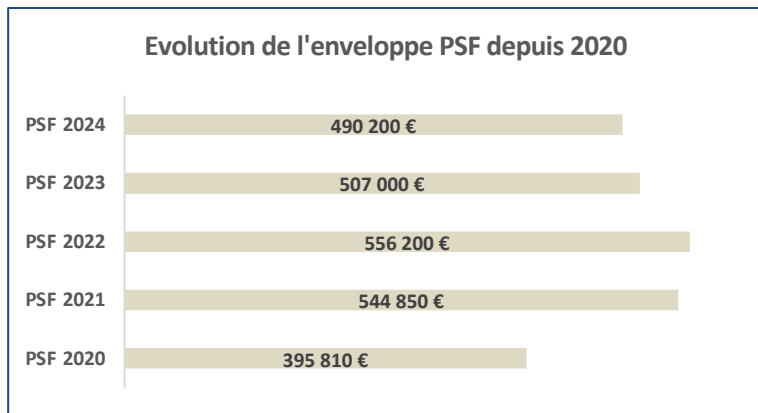 Evolution de l'enveloppe PSF depuis 2020
PSF 2024 490 200 €
PSF 2023 507 000 €
PSF 2022 556 200 €
PSF 2021 544 850 €
PSF 2020 395 810 €